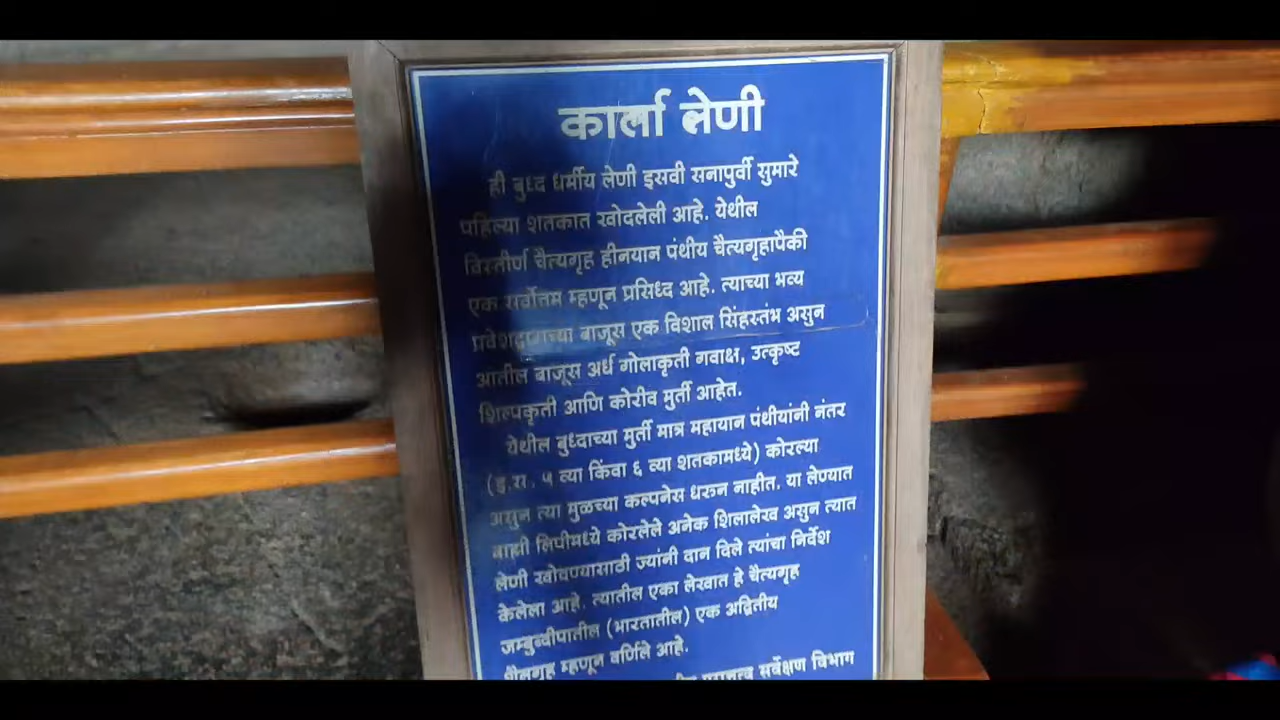 कार्ला लेणी
ही बुध्द धर्मीय लेणी इसवी सनापुर्वी सुमारे
पहिल्या शतकात खोदलेली आहे. येथील
विस्तीर्ण चैत्यगृह हीनयान पंथीय चैत्यगृहापैकी
एक सर्वोत्तम म्हणून प्रसिध्द आहे. त्याच्या भव्य
बाजूस एक विशाल सिंहस्तंभ असुन
आतील बाजूस अर्ध गोलाकृती गवाक्ष, उत्कृष्ट
शिल्पकृती आणि कोरीव मुर्ती आहेत.
येथील बुध्दाच्या मुर्ती मात्र महायान पंथीयांनी नंतर
(इ.स. ५ व्या किंवा ६ व्या शतकामध्ये) कोरल्या
असुन त्या मुळच्या कल्पनेस धरुन नाहीत. या लेण्यात
ब्राह्मी लिपीमध्ये कोरलेले अनेक शिलालेख असुन त्यात
लेणी खोदण्यासाठी ज्यांनी दान दिले त्यांचा निर्देश
केलेला आहे. त्यातील एका लेखात हे चैत्यगृह
जम्बुव्दीपातील (भारतातील) एक अद्वितीय
म्हणून वर्णिले आहे.
सर्वेक्षण विभाग